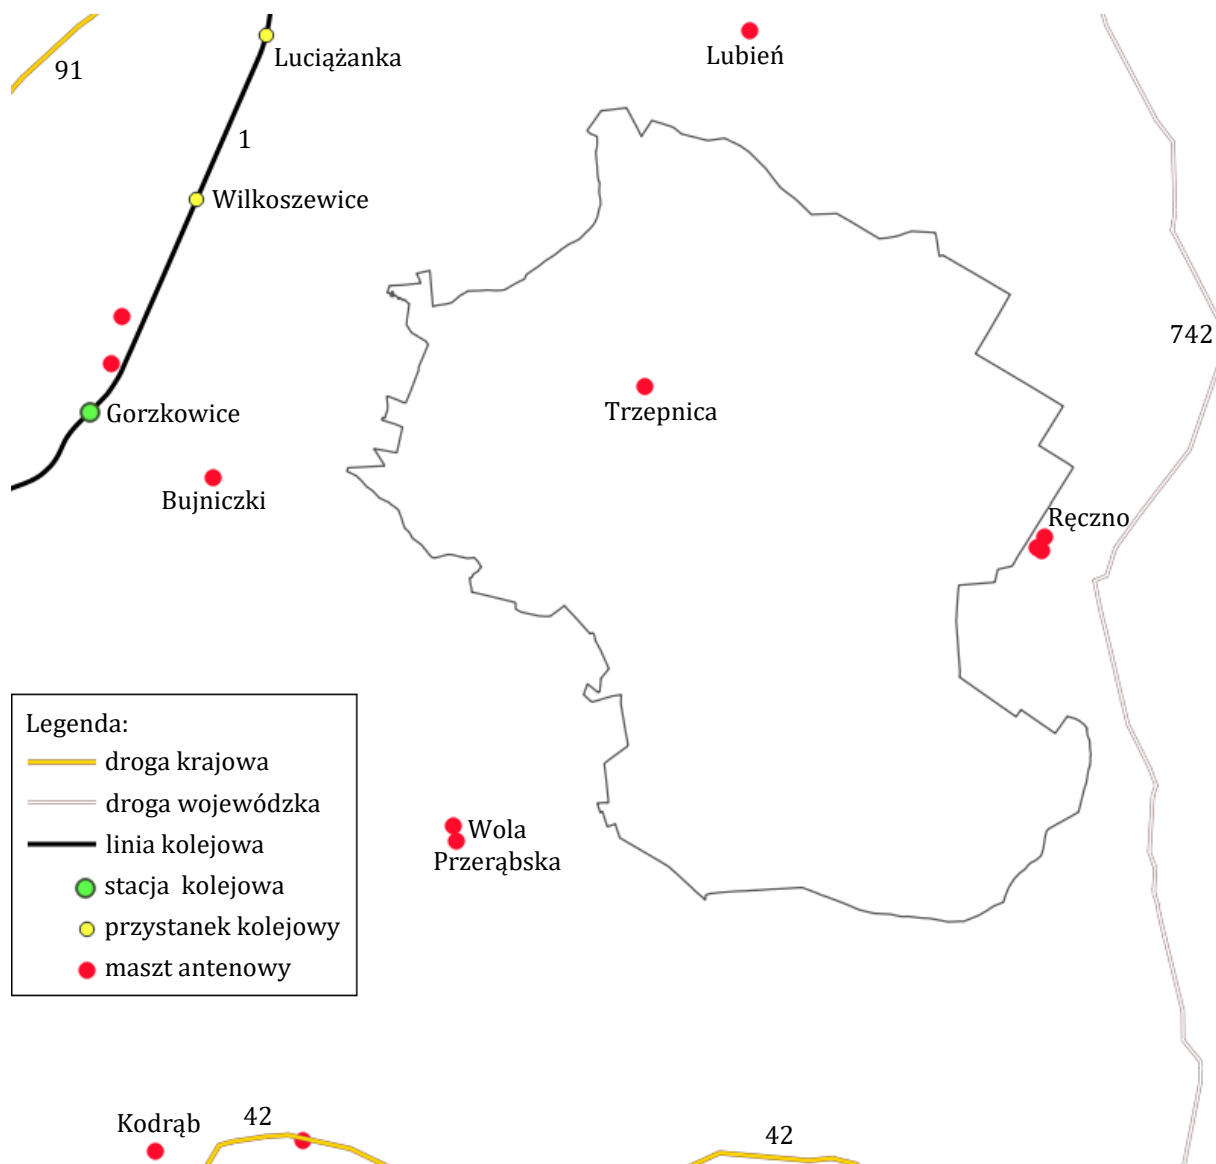 91
Luciążanka
Lubień
1
Wilkoszewice
742
Gorzkowice
Trzepnica
Bujniczki
Ręczno
Legenda:
droga krajowa
droga wojewódzka
linia kolejowa
stacja kolejowa
przystanek kolejowy
maszt antenowy
Wola
Przerąbska
Kodrąb
42
42